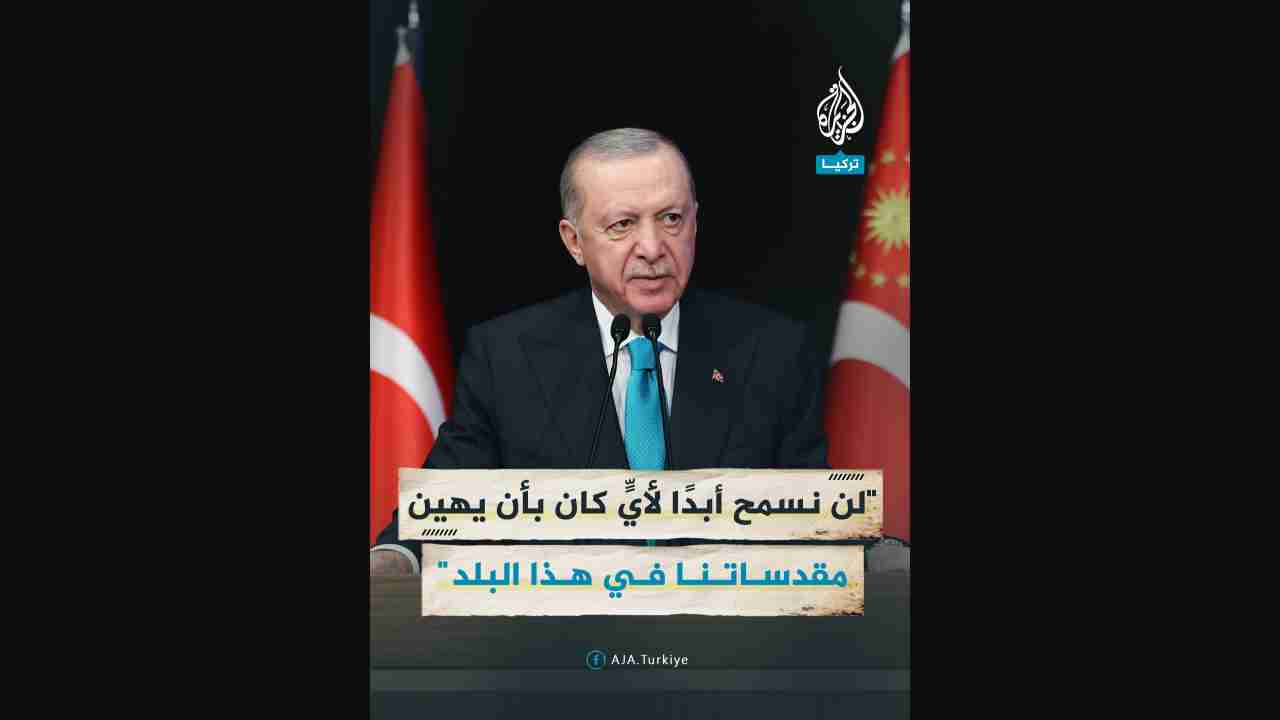 الجزيرة
تركيا
"لن نسمح أبدًا لأيٍّ كان بأن يهين
مقدساتنا في هذا البلد"
AJA.Turkiye